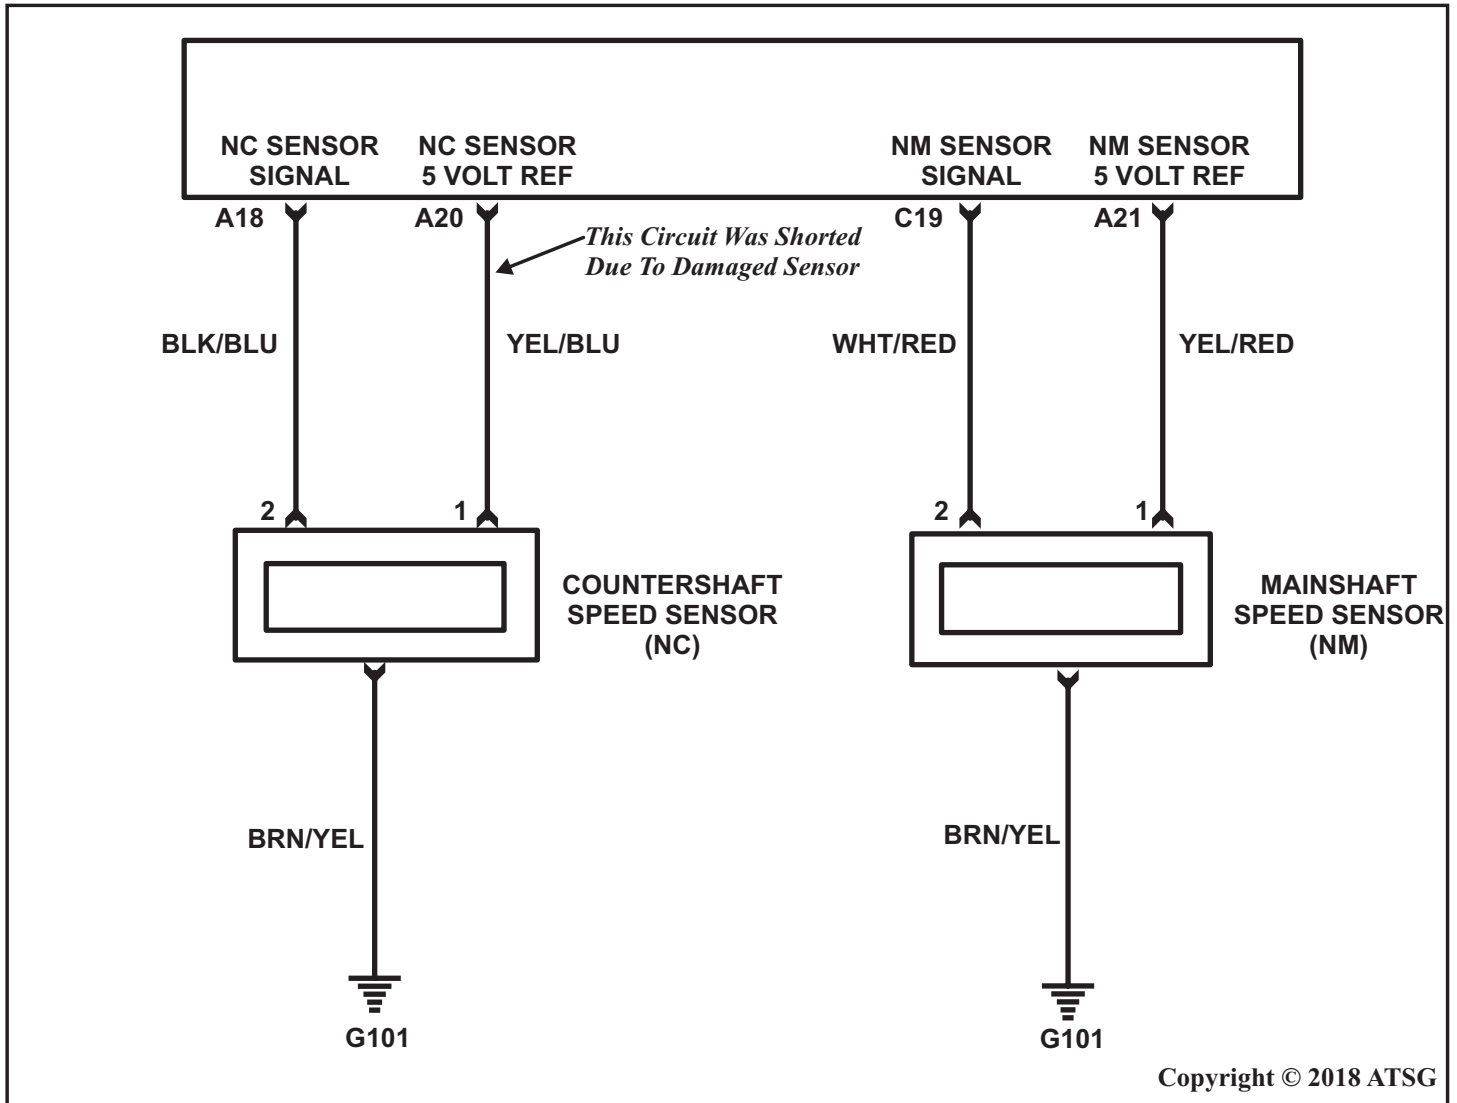 NC SENSOR
SIGNAL
NC SENSOR
5 VOLT REF
NM SENSOR
SIGNAL
NM SENSOR
5 VOLT REF
A18
A20
C19
A21
This Circuit Was Shorted
Due To Damaged Sensor
BLK/BLU
YEL/BLU
WHT/RED
YEL/RED
2
1
2
1
COUNTERSHAFT
SPEED SENSOR
(NC)
MAINSHAFT
SPEED SENSOR
(NM)
BRN/YEL
BRN/YEL
G101
G101
Copyright © 2018 ATSG